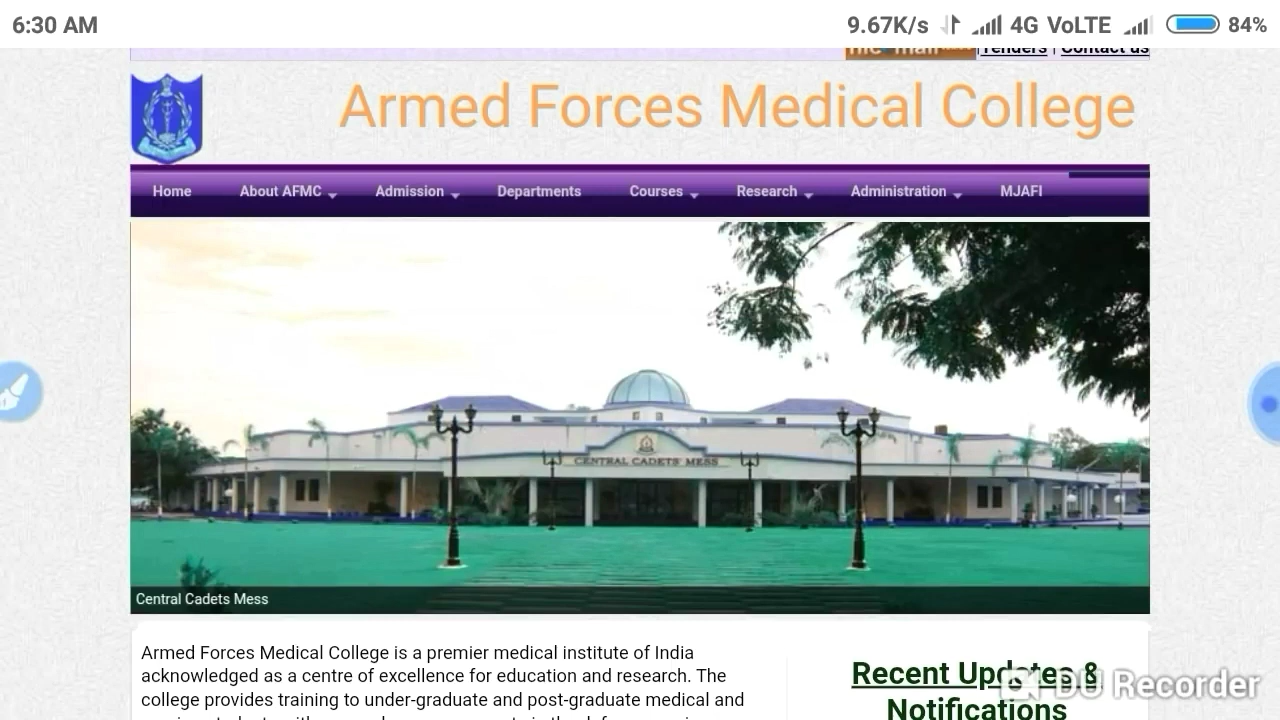 6:30 AM 9.67K/s 4G VoLTE 84%
Tenders | Contact us
Armed Forces Medical College
Home About AFMC Admission Departments Courses Research Administration MJAFI
CENTRAL CADETS' MESS
Central Cadets Mess
Armed Forces Medical College is a premier medical institute of India
acknowledged as a centre of excellence for education and research. The
college provides training to under-graduate and post-graduate medical and
Recent Updates &
Notifications
DU Recorder